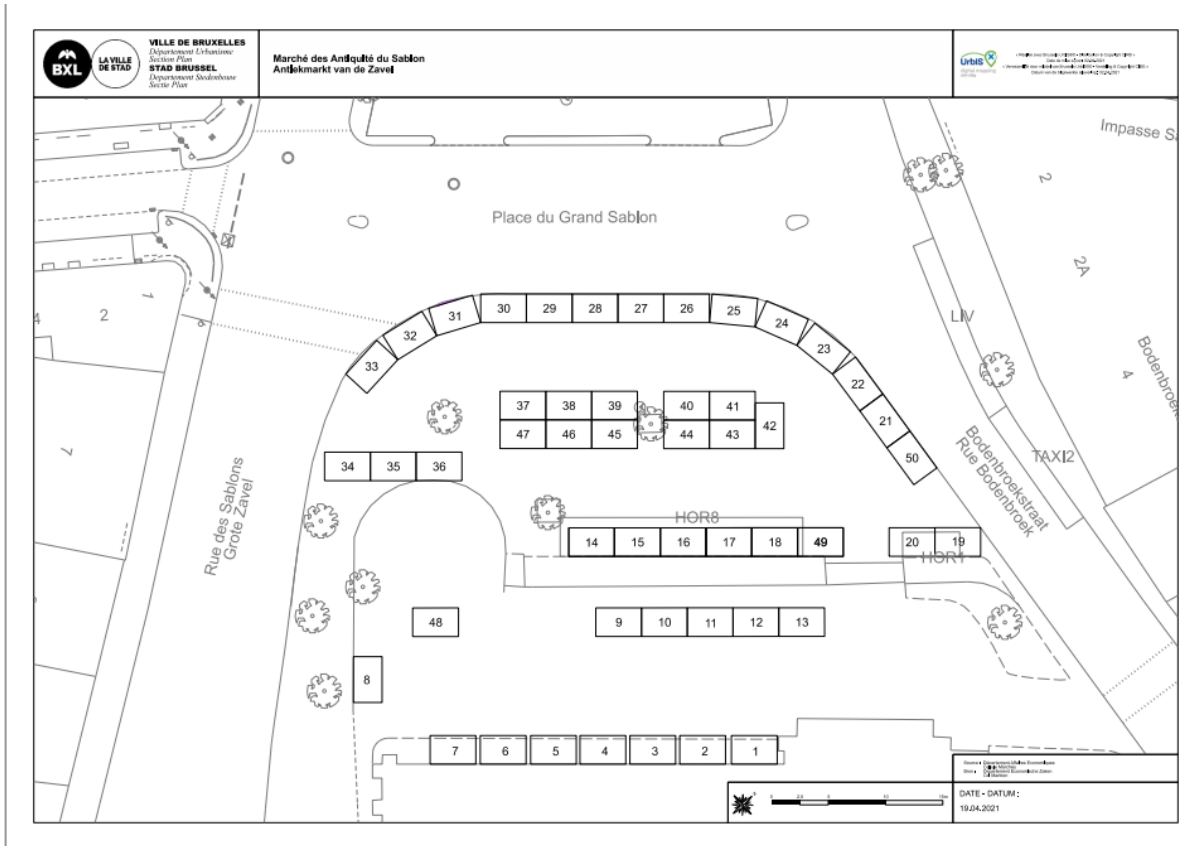 BXL
LA VILLE
DE STAD
VILLE DE BRUXELLES
Département Urbanisme
Section Plan
STAD BRUSSEL
Departement Stedenbouw
Sectie Plan
Marché des Antiquité du Sablon
Antiekmarkt van de Zavel
UrbIS
Impasse Sa
2
Place du Grand Sablon
2A
1
2
4
LIV
Bodenbroek
4
7
30 29 28 27 26
31 25
32 24
33 23
22
21
50
37 38 39 40 41
47 46 45 44 43 42
34 35 36
Rue des Sablons
Grote Zavel
Bodenbroekstraat
Rue Bodenbroek
TAXI2
HOR8
14 15 16 17 18 49 20 19
HOR1
48 9 10 11 12 13
8
7 6 5 4 3 2 1
DATE - DATUM :
19.04.2021